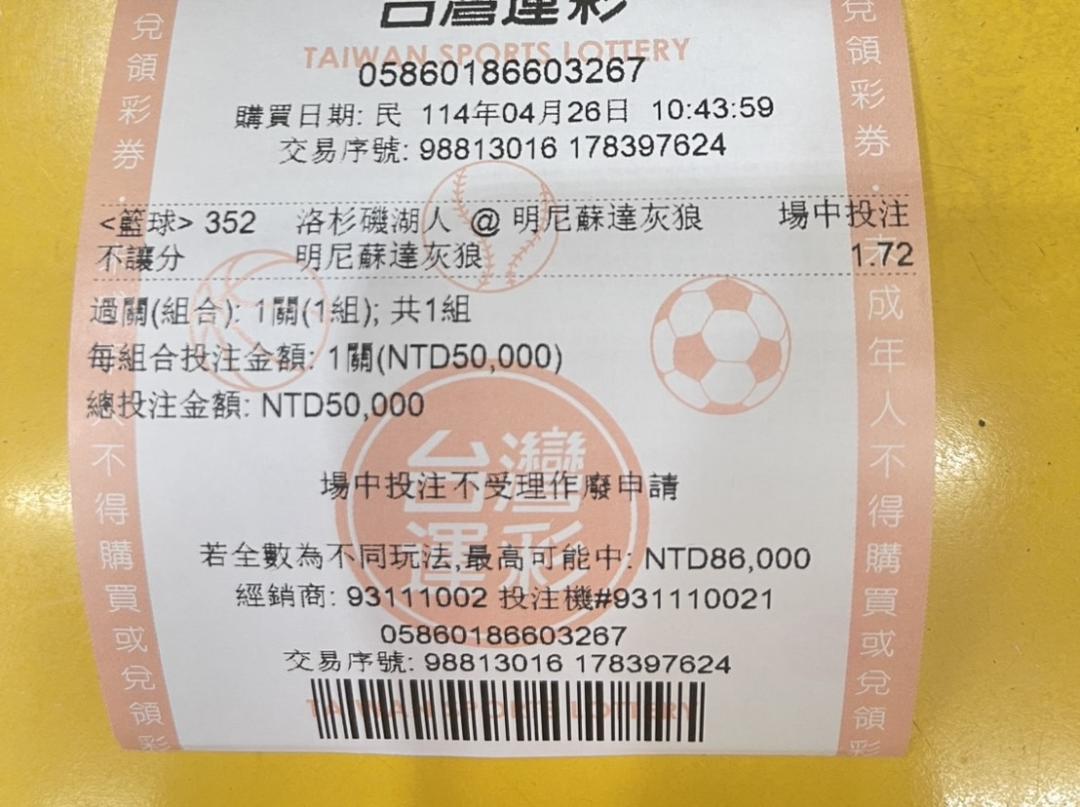 台灣運彩
TAIWAN SPORTS LOTTERY
05860186603267
購買日期: 民 114年04月26日 10:43:59
交易序號: 98813016 178397624
<籃球> 352 洛杉磯湖人 @ 明尼蘇達灰狼 場中投注
不讓分 明尼蘇達灰狼 1.72
過關(組合): 1關(1組); 共1組
每組合投注金額: 1關(NTD50,000)
總投注金額: NTD50,000
台灣
運彩
場中投注不受理作廢申請
若全數為不同玩法,最高可能中: NTD86,000
經銷商: 93111002 投注機#931110021
05860186603267
交易序號: 98813016 178397624
TAIWAN SPORTS LOTTERY
兌領彩券.
人不得購買或兌領彩
兌領彩券.未成年人不得購買或兌領彩